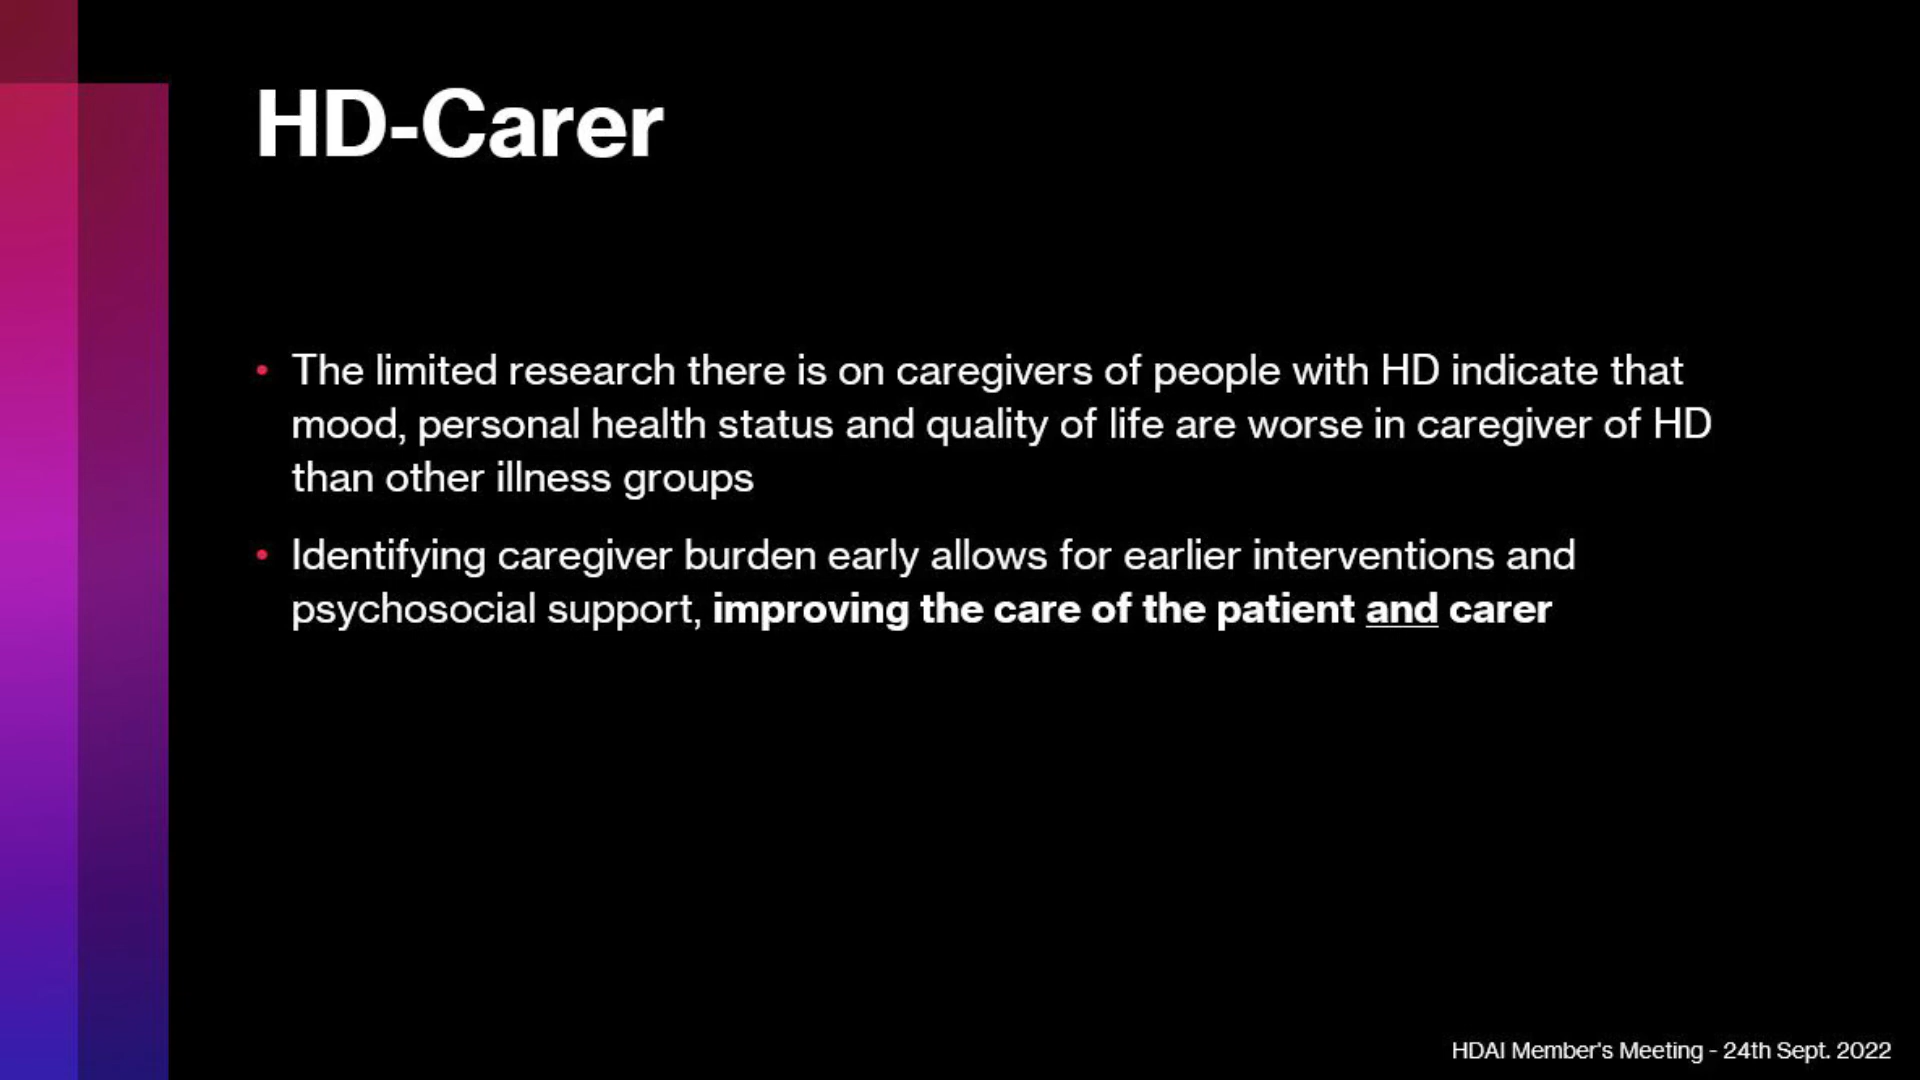 HD-Carer
• The limited research there is on caregivers of people with HD indicate that
mood, personal health status and quality of life are worse in caregiver of HD
than other illness groups
• Identifying caregiver burden early allows for earlier interventions and
psychosocial support, improving the care of the patient and carer
HDAI Member's Meeting - 24th Sept. 2022